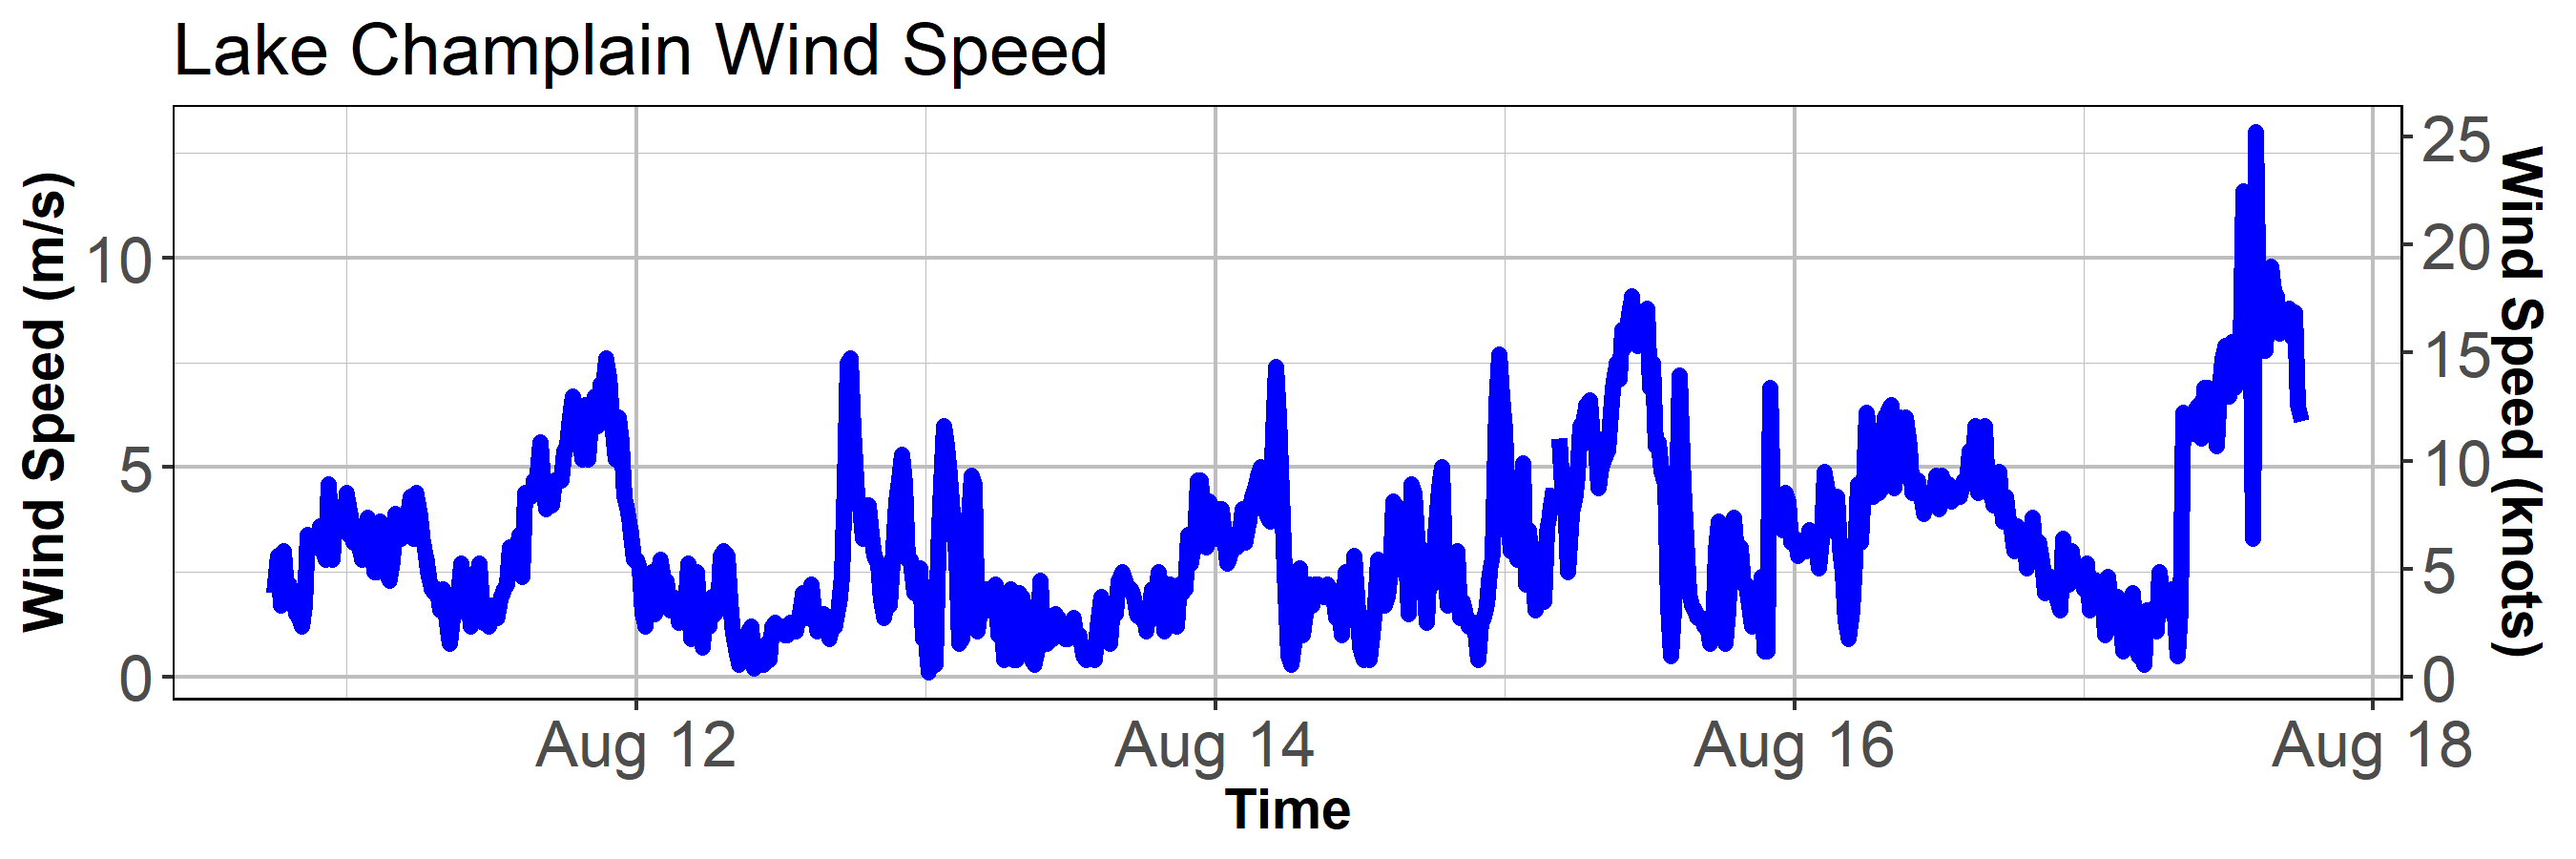 Lake Champlain Wind Speed
Wind Speed (m/s)
10
5
0
25
20
15
10
5
0
Wind Speed (knots)
Aug 12
Aug 14
Aug 16
Aug 18
Time